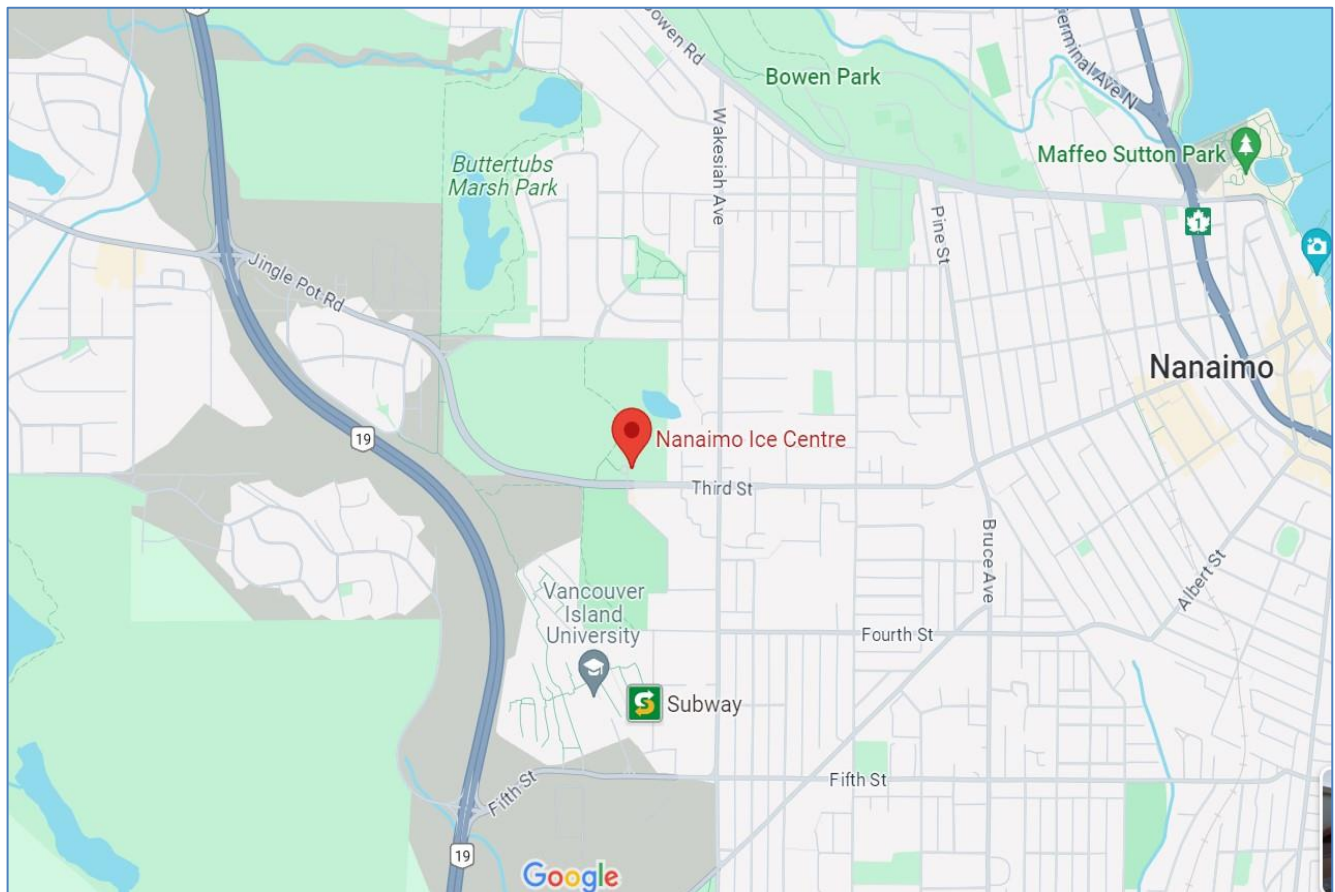 Bowen Rd
Terminal Ave N
Bowen Park
Wakesiah Ave
Maffeo Sutton Park
Buttertubs
Marsh Park
Pine St
1
Jingle Pot Rd
Nanaimo
19
Nanaimo Ice Centre
Third St
Bruce Ave
Albert St
Vancouver
Island
University
Fourth St
S
Subway
Fifth St
Fifth St
19
Google